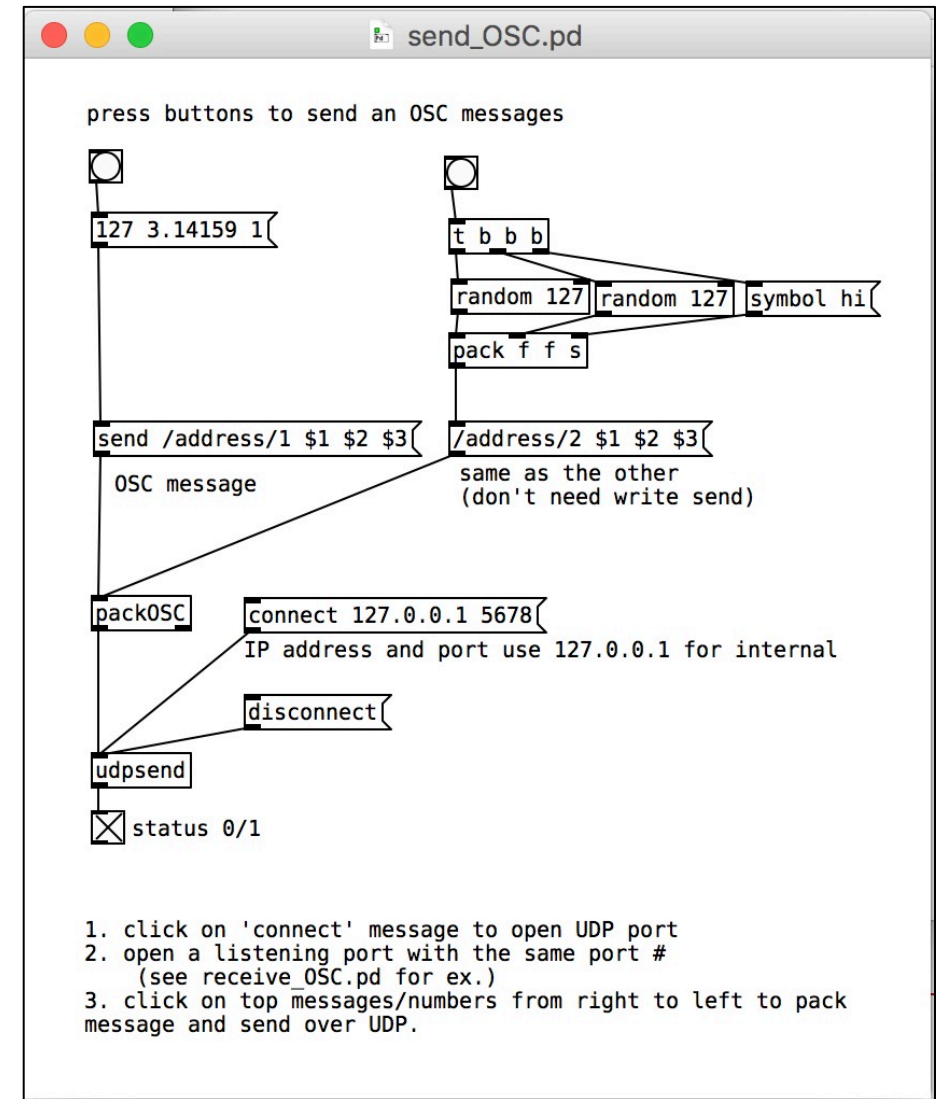 send_OSC.pd
press buttons to send an OSC messages
127 3.14159 1
t b b b
random 127
random 127
symbol hi
pack f f s
send /address/1 $1 $2 $3
/address/2 $1 $2 $3
OSC message
same as the other
(don't need write send)
packOSC
connect 127.0.0.1 5678
IP address and port use 127.0.0.1 for internal
disconnect
udpsend
status 0/1
1. click on 'connect' message to open UDP port
2. open a listening port with the same port #
(see receive_OSC.pd for ex.)
3. click on top messages/numbers from right to left to pack
message and send over UDP.